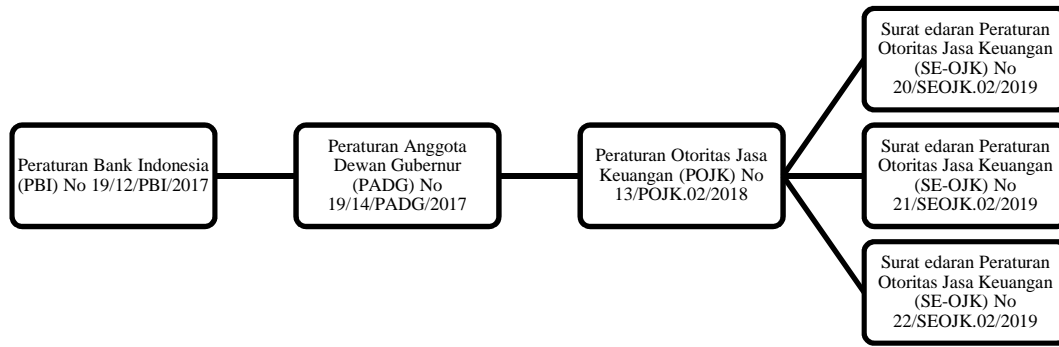 Peraturan Bank Indonesia
(PBI) No 19/12/PBI/2017
Peraturan Anggota
Dewan Gubernur
(PADG) No
19/14/PADG/2017
Peraturan Otoritas Jasa
Keuangan (POJK) No
13/POJK.02/2018
Surat edaran Peraturan
Otoritas Jasa Keuangan
(SE-OJK) No
20/SEOJK.02/2019
Surat edaran Peraturan
Otoritas Jasa Keuangan
(SE-OJK) No
21/SEOJK.02/2019
Surat edaran Peraturan
Otoritas Jasa Keuangan
(SE-OJK) No
22/SEOJK.02/2019